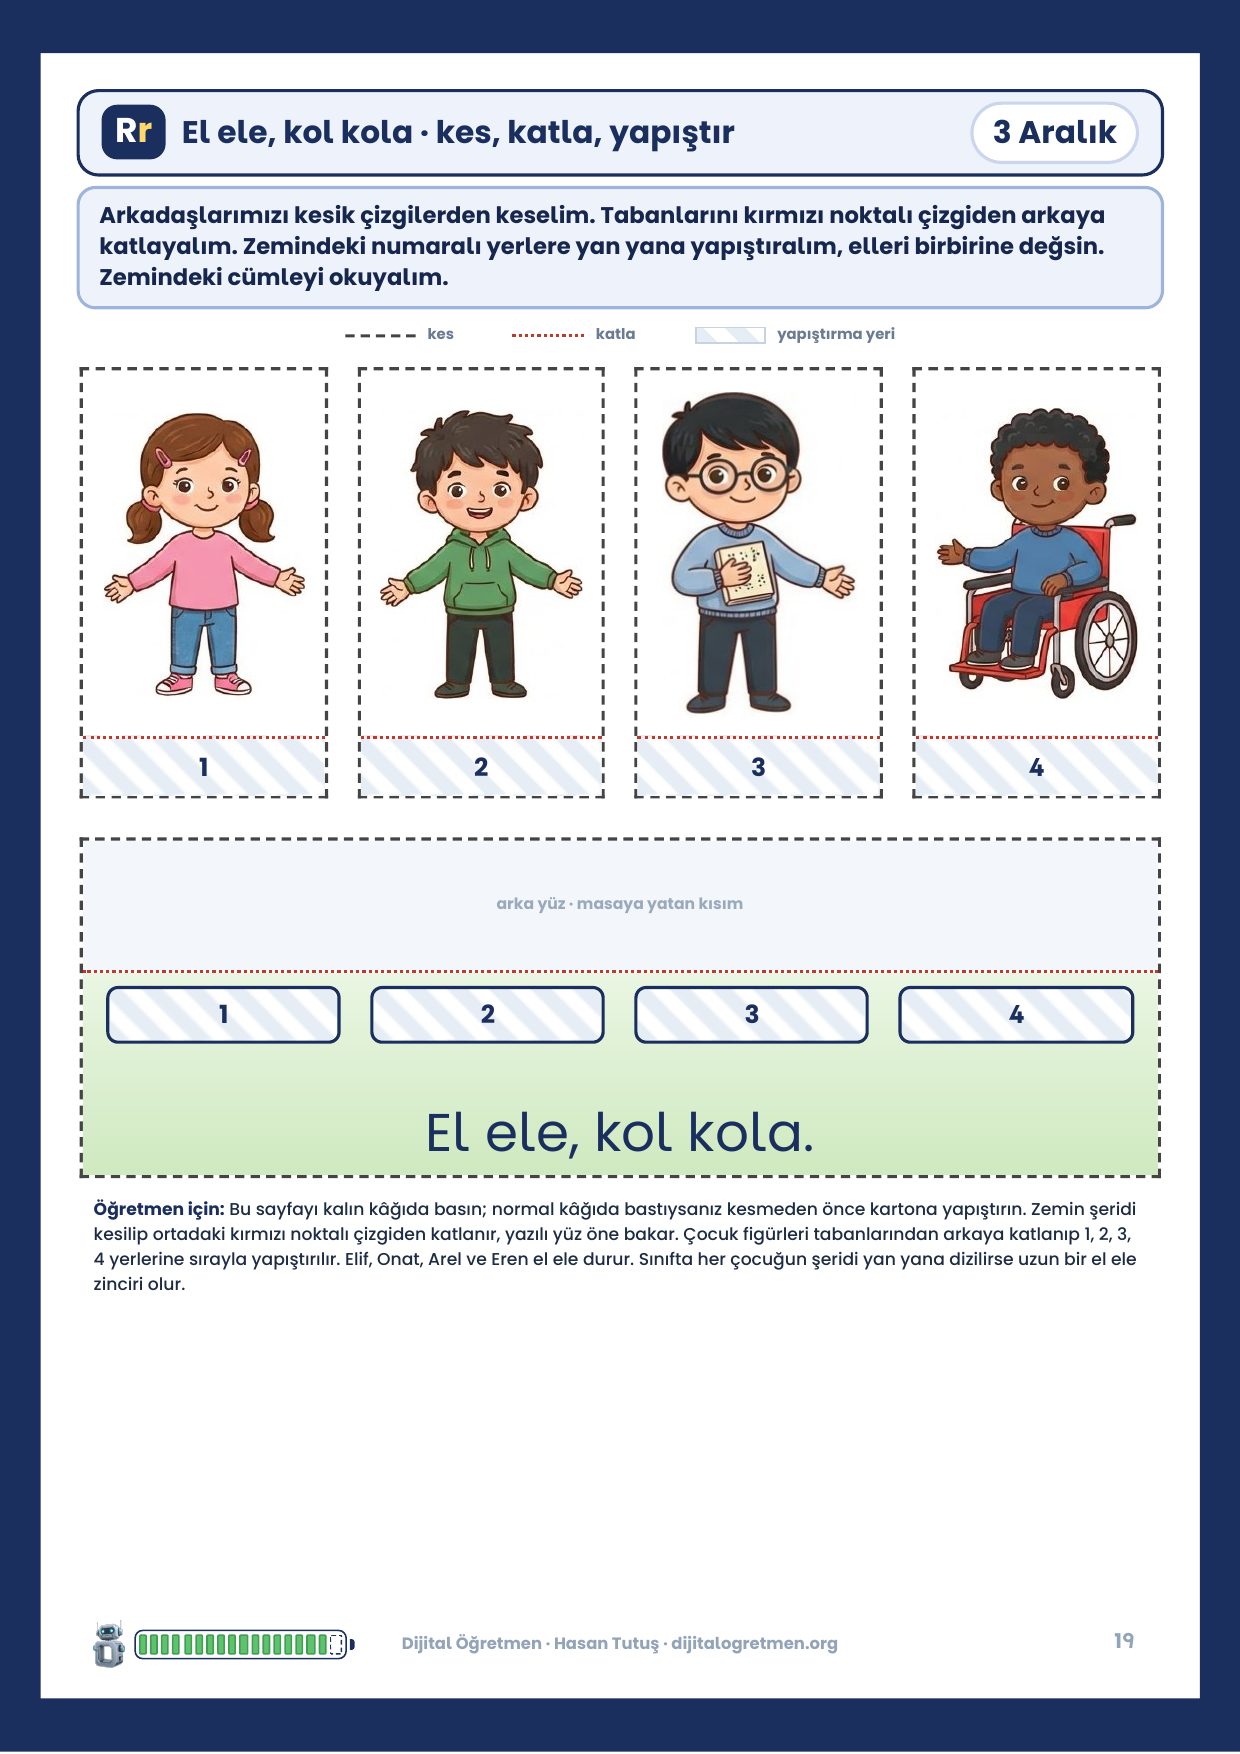 Rr El ele, kol kola · kes, katla, yapıştır 3 Aralık
Arkadaşlarımızı kesik çizgilerden keselim. Tabanlarını kırmızı noktalı çizgiden arkaya
katlayalım. Zemindeki numaralı yerlere yan yana yapıştıralım, elleri birbirine değsin.
Zemindeki cümleyi okuyalım.
kes katla yapıştırma yeri
1 2 3 4
arka yüz · masaya yatan kısım
1 2 3 4
El ele, kol kola.
Öğretmen için: Bu sayfayı kalın kâğıda basın; normal kâğıda bastıysanız kesmeden önce kartona yapıştırın. Zemin şeridi
kesilip ortadaki kırmızı noktalı çizgiden katlanır, yazılı yüz öne bakar. Çocuk figürleri tabanlarından arkaya katlanıp 1, 2, 3,
4 yerlerine sırayla yapıştırılır. Elif, Onat, Arel ve Eren el ele durur. Sınıfta her çocuğun şeridi yan yana dizilirse uzun bir el ele
zinciri olur.
Dijital Öğretmen · Hasan Tutuş · dijitalogretmen.org 19